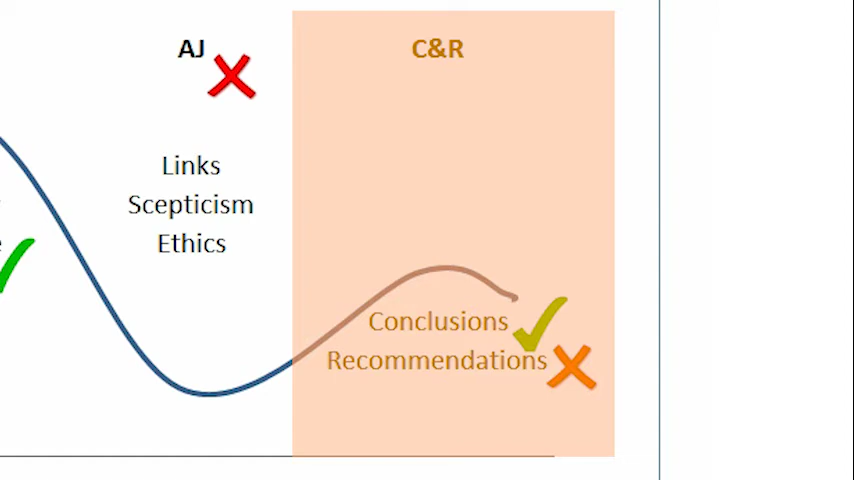 AJ
C&R
Links
Scepticism
Ethics
Conclusions
Recommendations